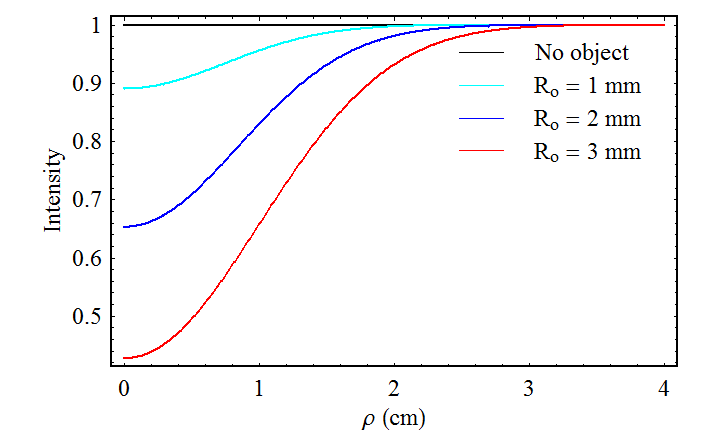 1
0.9
0.8
0.7
0.6
0.5
Intensity
No object
Rₒ = 1 mm
Rₒ = 2 mm
Rₒ = 3 mm
0 1 2 3 4
ρ (cm)